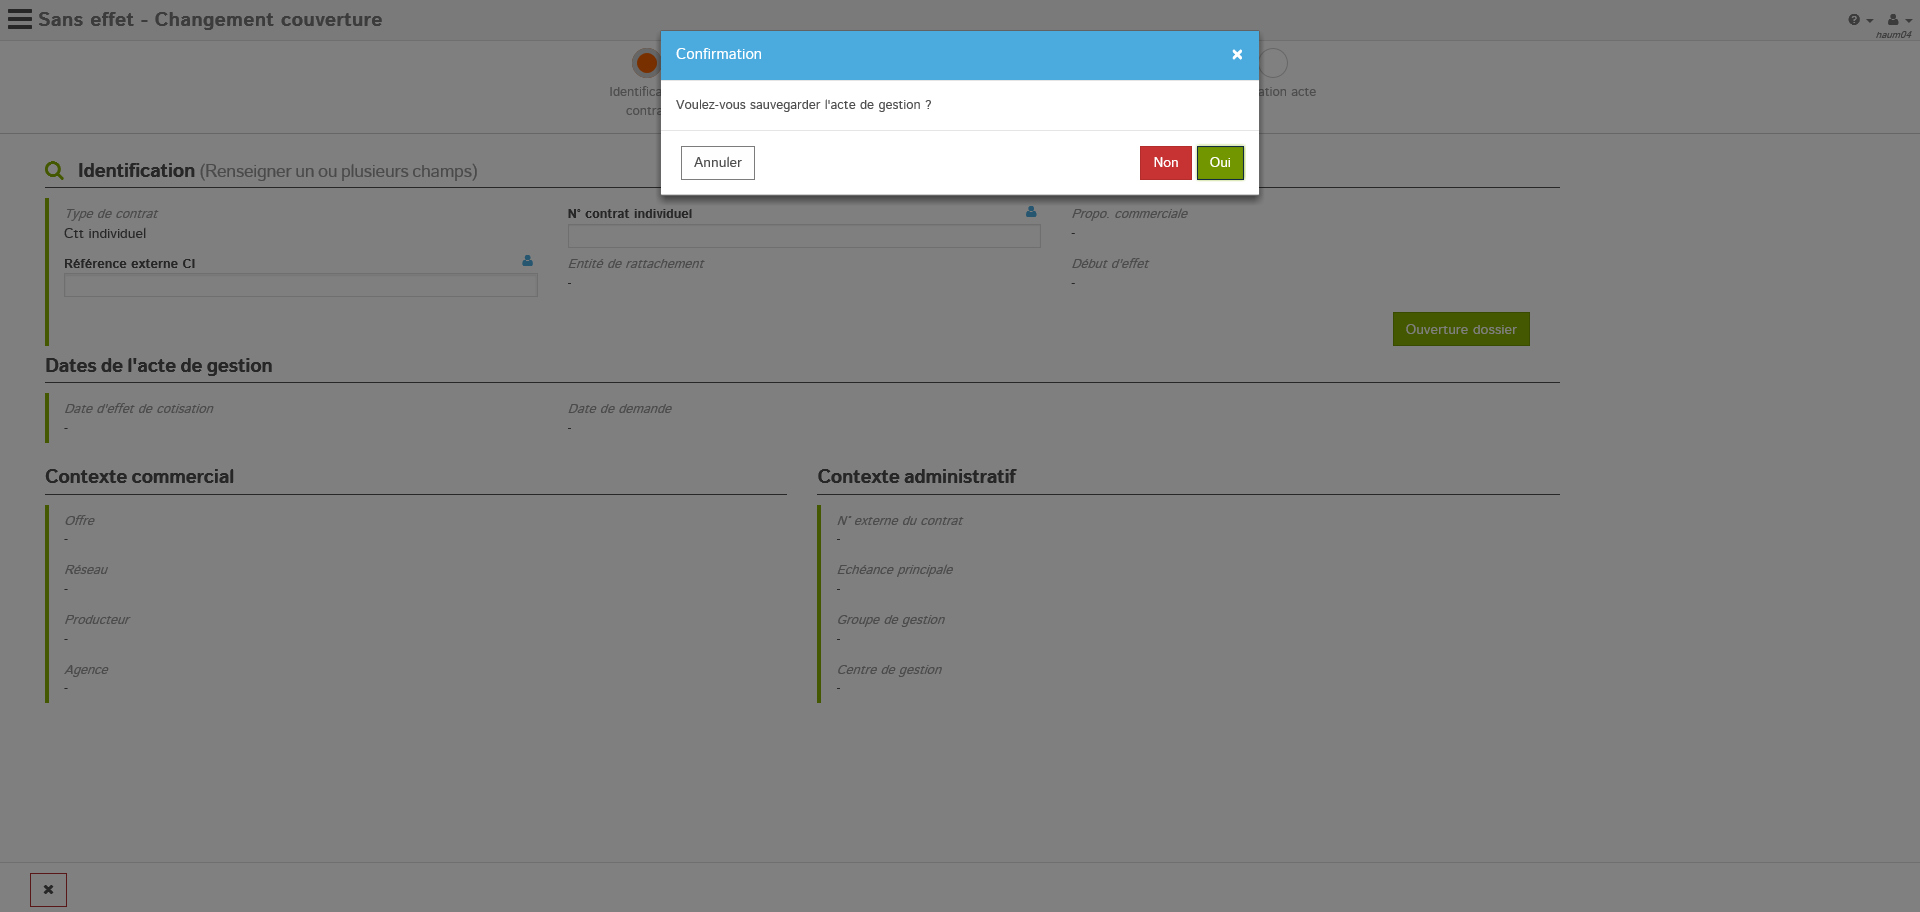 Sans effet - Changement couverture
haum04
Confirmation
Voulez-vous sauvegarder l'acte de gestion ?
Annuler
Non
Oui
acte
Identification (Renseigner un ou plusieurs champs)
Type de contrat
Ctt individuel
N° contrat individuel
Propo. commerciale
-
Référence externe CI
Entité de rattachement
-
Début d'effet
-
Ouverture dossier
Dates de l'acte de gestion
Date d'effet de cotisation
-
Date de demande
-
Contexte commercial
Offre
-
Réseau
-
Producteur
-
Agence
-
Contexte administratif
N° externe du contrat
-
Echéance principale
-
Groupe de gestion
-
Centre de gestion
-